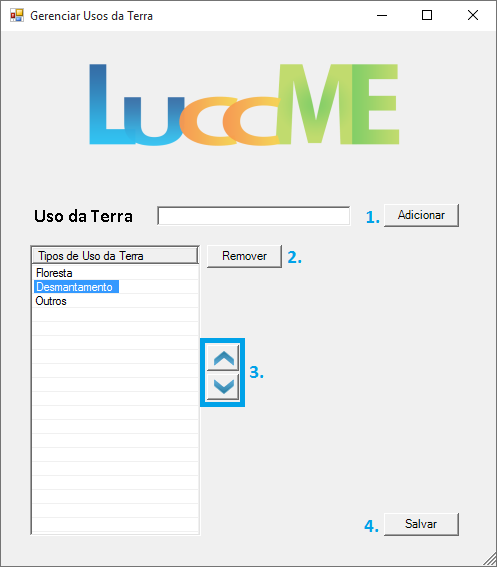 Gerenciar Usos da Terra
LuccME
Uso da Terra
1.
Adicionar
Tipos de Uso da Terra
Remover
2.
Floresta
Desmantamento
Outros
3.
4.
Salvar